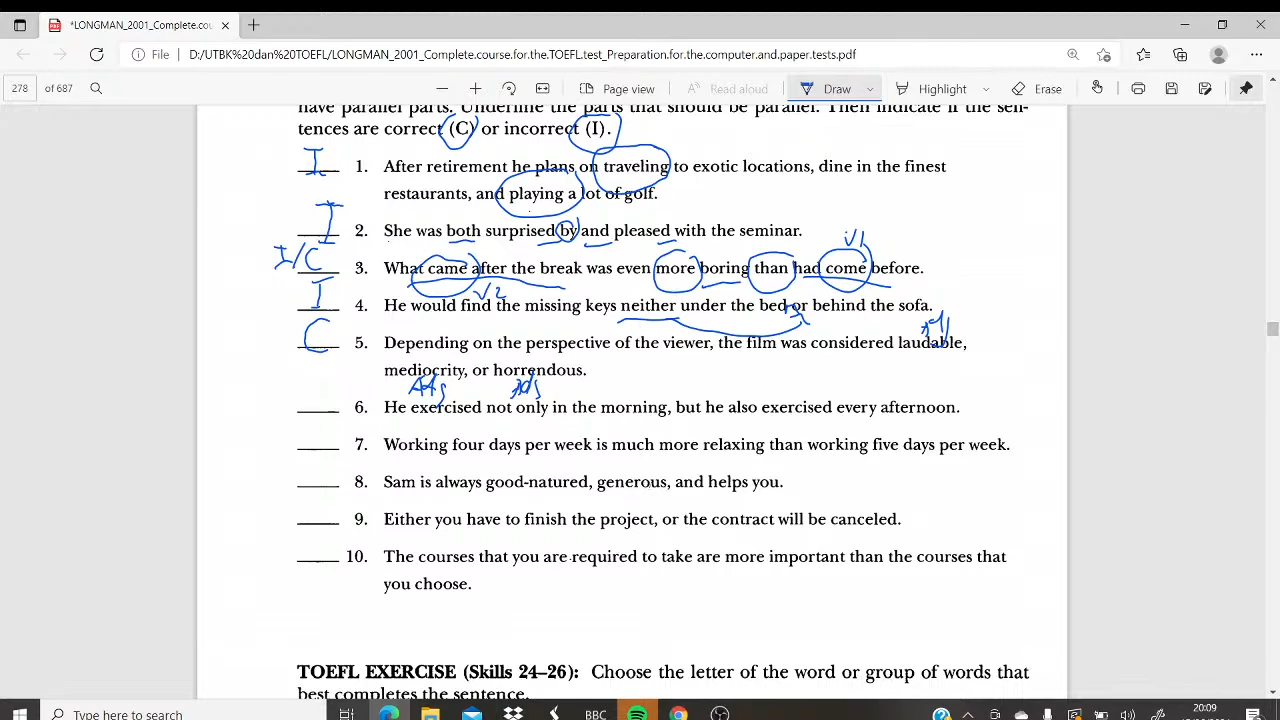 *LONGMAN_2001_Complete.cou
File
D:/UTBK%20dan%20TOEFL/LONGMAN_2001_Complete.course.for.the.TOEFL.test_Preparation.for.the.computer.and.paper.tests.pdf
278 of 687
Page view
Read aloud
Draw
Highlight
Erase
have parallel parts. Underline the parts that should be parallel. Then indicate if the sen-
tences are correct (C) or incorrect (I).
I 1. After retirement he plans on traveling to exotic locations, dine in the finest
restaurants, and playing a lot of golf.
I 2. She was both surprised by and pleased with the seminar.
V1
I/C 3. What came after the break was even more boring than had come before.
V2
I 4. He would find the missing keys neither under the bed or behind the sofa.
C 5. Depending on the perspective of the viewer, the film was considered laudable,
mediocrity, or horrendous.
Adj
6. He exercised not only in the morning, but he also exercised every afternoon.
7. Working four days per week is much more relaxing than working five days per week.
8. Sam is always good-natured, generous, and helps you.
9. Either you have to finish the project, or the contract will be canceled.
10. The courses that you are required to take are more important than the courses that
you choose.
TOEFL EXERCISE (Skills 24–26): Choose the letter of the word or group of words that
best completes the sentence.
Type here to search
BBC
20:09